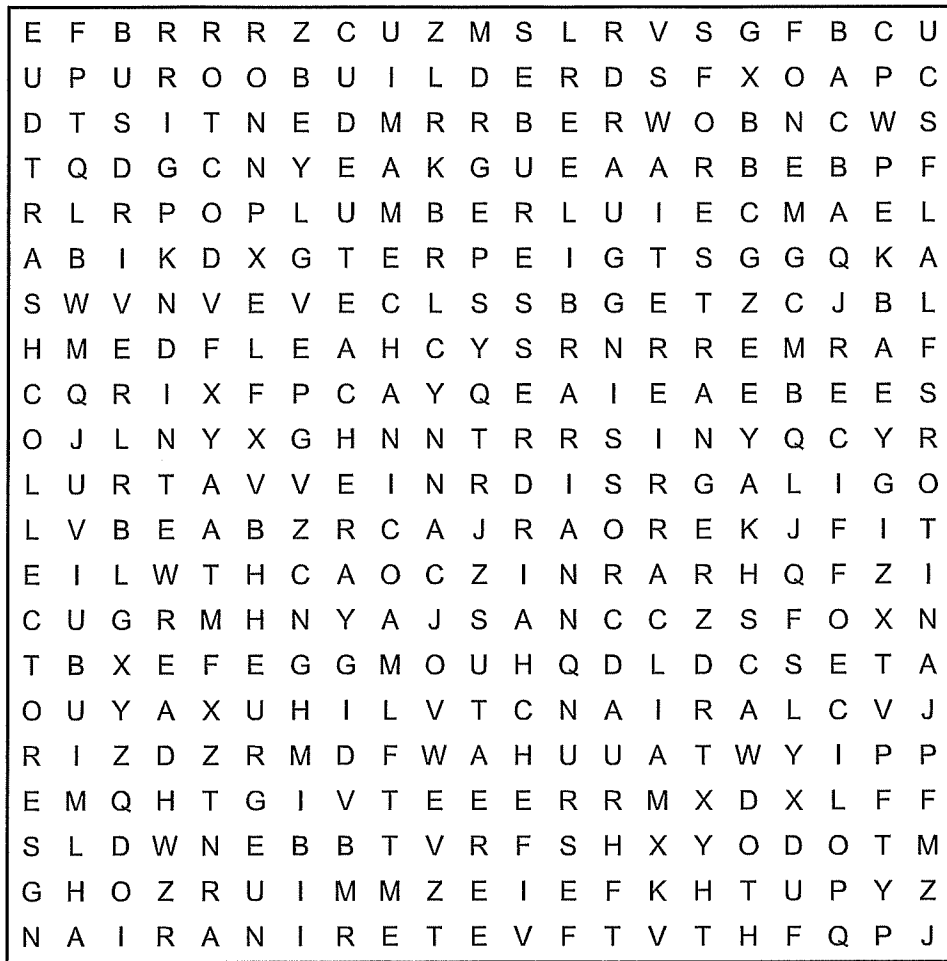 E F B R R R Z C U Z M S L R V S G F B C U
U P U R O O B U I L D E R D S F X O A P C
D T S I T N E D M R R B E R W O B N C W S
T Q D G C N Y E A K G U E A A R B E B P F
R L R P O P L U M B E R L U I E C M A E L
A B I K D X G T E R P E I G T S G G Q K A
S W V N V E V E C L S S B G E T Z C J B L
H M E D F L E A H C Y S R N R R E M R A F
C Q R I X F P C A Y Q E A I E A E B E E S
O J L N Y X G H N N T R R S I N Y Q C Y R
L U R T A V V E I N R D I S R G A L I G O
L V B E A B Z R C A J R A O R E K J F I T
E I L W T H C A O C Z I N R A R H Q F Z I
C U G R M H N Y A J S A N C C Z S F O X N
T B X E F E G G M O U H Q D L D C S E T A
O U Y A X U H I L V T C N A I R A L C V J
R I Z D Z R M D F W A H U U A T W Y I P P
E M Q H T G I V T E E E R R M X D X L F F
S L D W N E B B T V R F S H X Y O D O T M
G H O Z R U I M M Z E I E F K H T U P Y Z
N A I R A N I R E T E V F T V T H F Q P J